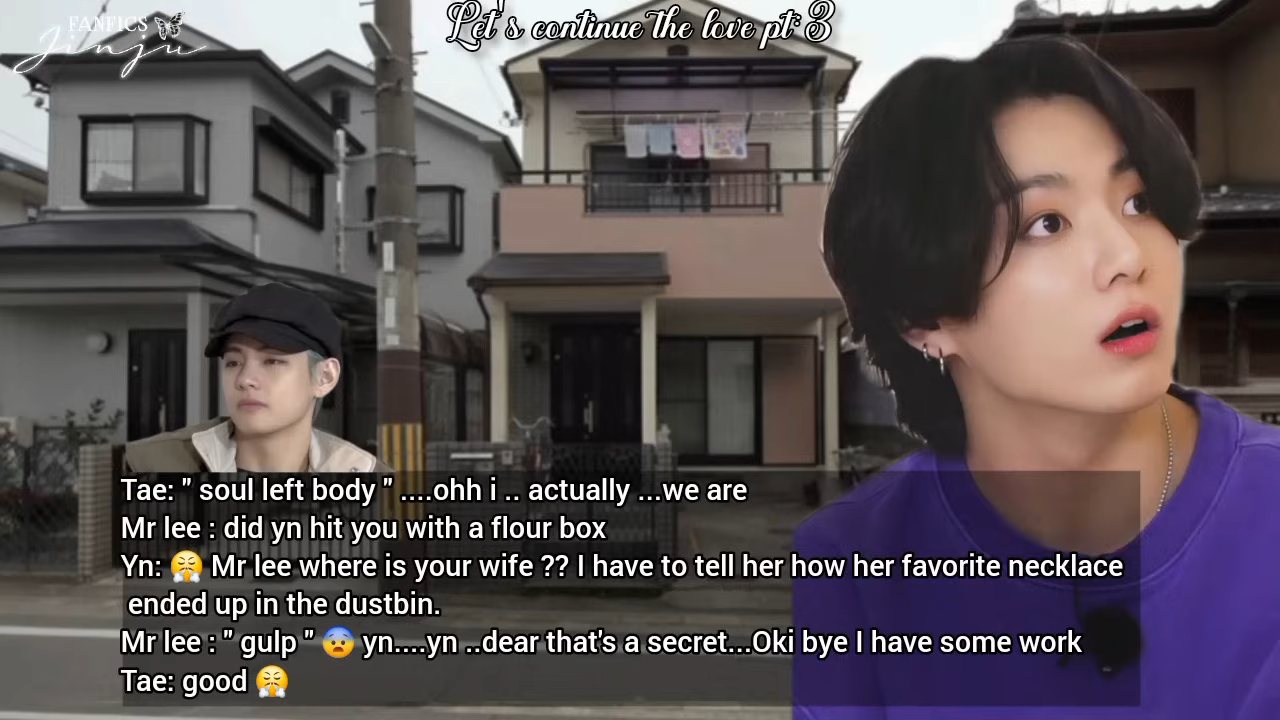 FANFICS
jinju
Let's continue the love pt 3
Tae: " soul left body " ....ohh i .. actually ...we are
Mr lee : did yn hit you with a flour box
Yn: 😤 Mr lee where is your wife ?? I have to tell her how her favorite necklace
ended up in the dustbin.
Mr lee : " gulp " 😨 yn....yn ..dear that's a secret...Oki bye I have some work
Tae: good 😤